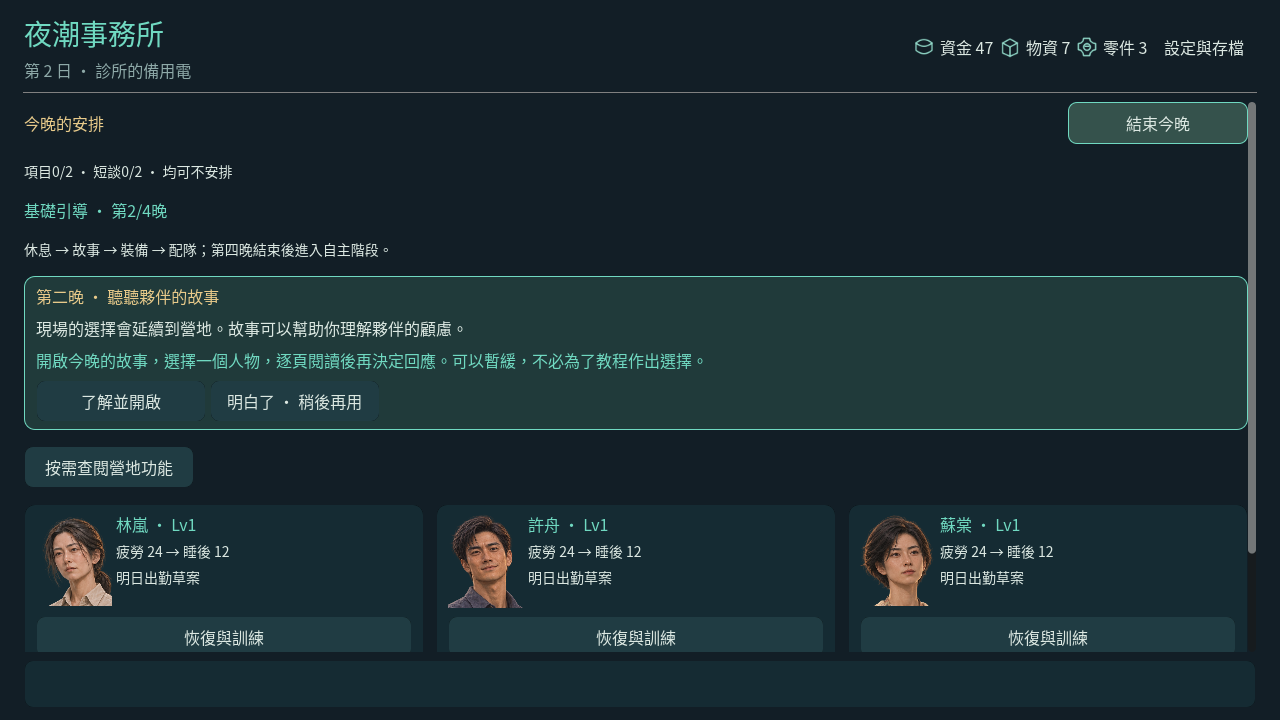 夜潮事務所
第 2 日 · 診所的備用電
資金 47 物資 7 零件 3 設定與存檔
今晚的安排
結束今晚
項目0/2 · 短談0/2 · 均可不安排
基礎引導 · 第2/4晚
休息 → 故事 → 裝備 → 配隊；第四晚結束後進入自主階段。
第二晚 · 聽聽夥伴的故事
現場的選擇會延續到營地。故事可以幫助你理解夥伴的顧慮。
開啟今晚的故事，選擇一個人物，逐頁閱讀後再決定回應。可以暫緩，不必為了教程作出選擇。
了解並開啟
明白了 · 稍後再用
按需查閱營地功能
林嵐 · Lv1
疲勞 24 → 睡後 12
明日出勤草案
恢復與訓練
許舟 · Lv1
疲勞 24 → 睡後 12
明日出勤草案
恢復與訓練
蘇棠 · Lv1
疲勞 24 → 睡後 12
明日出勤草案
恢復與訓練